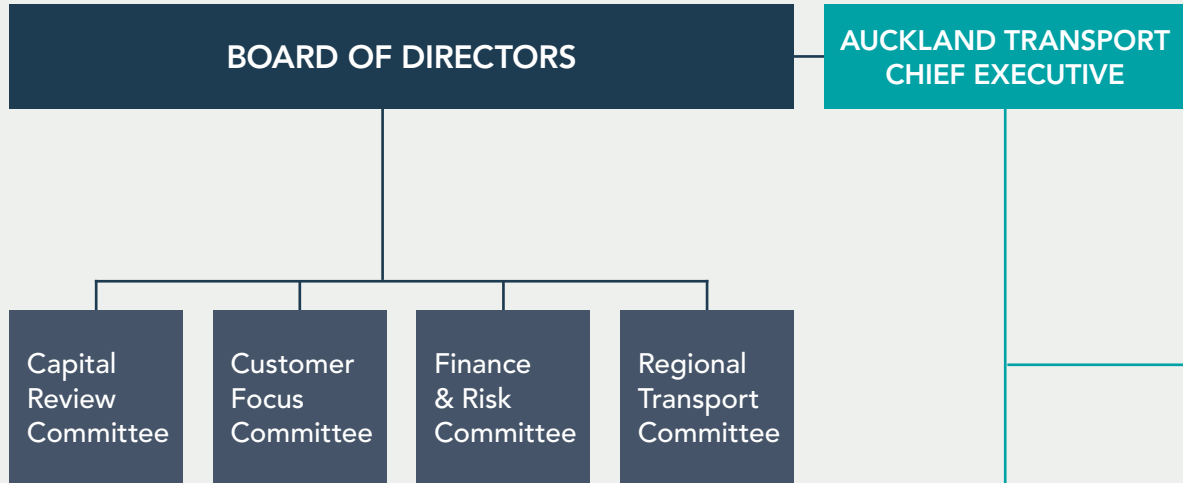 BOARD OF DIRECTORS
AUCKLAND TRANSPORT
CHIEF EXECUTIVE
Capital
Review
Committee
Customer
Focus
Committee
Finance
& Risk
Committee
Regional
Transport
Committee